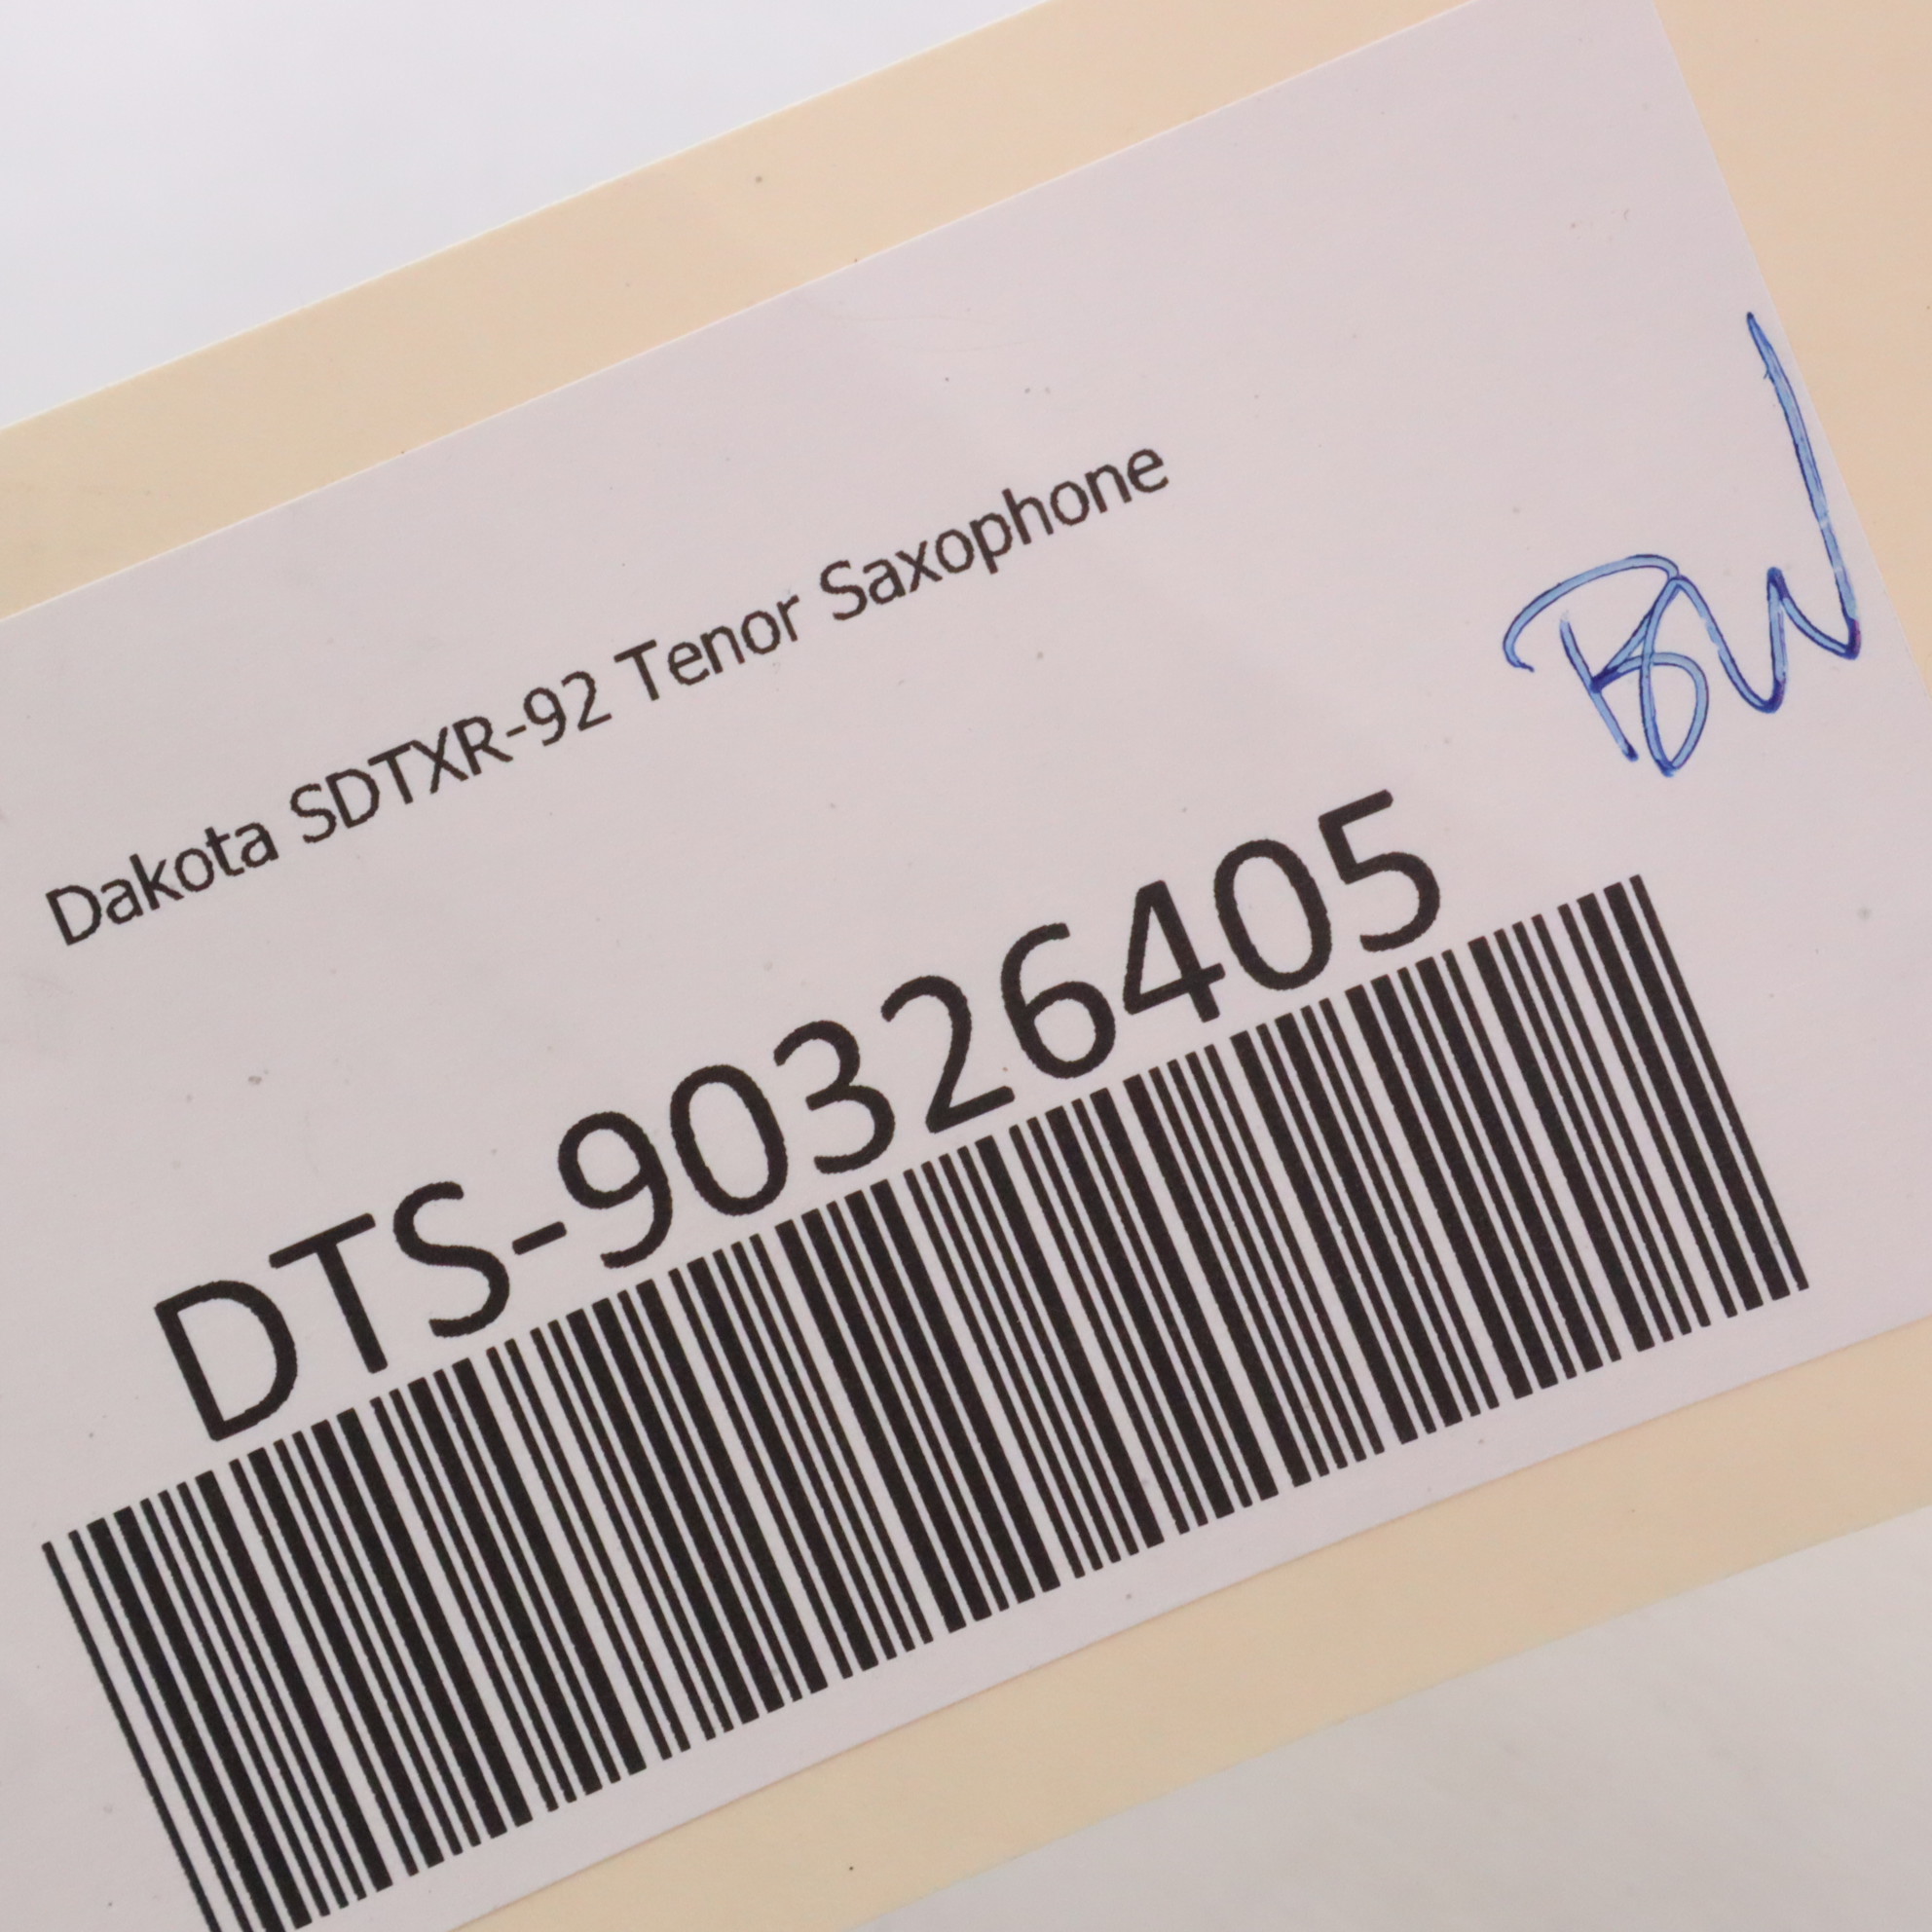 Dakota SDTXR-92 Tenor Saxophone
BW
DTS-90326405